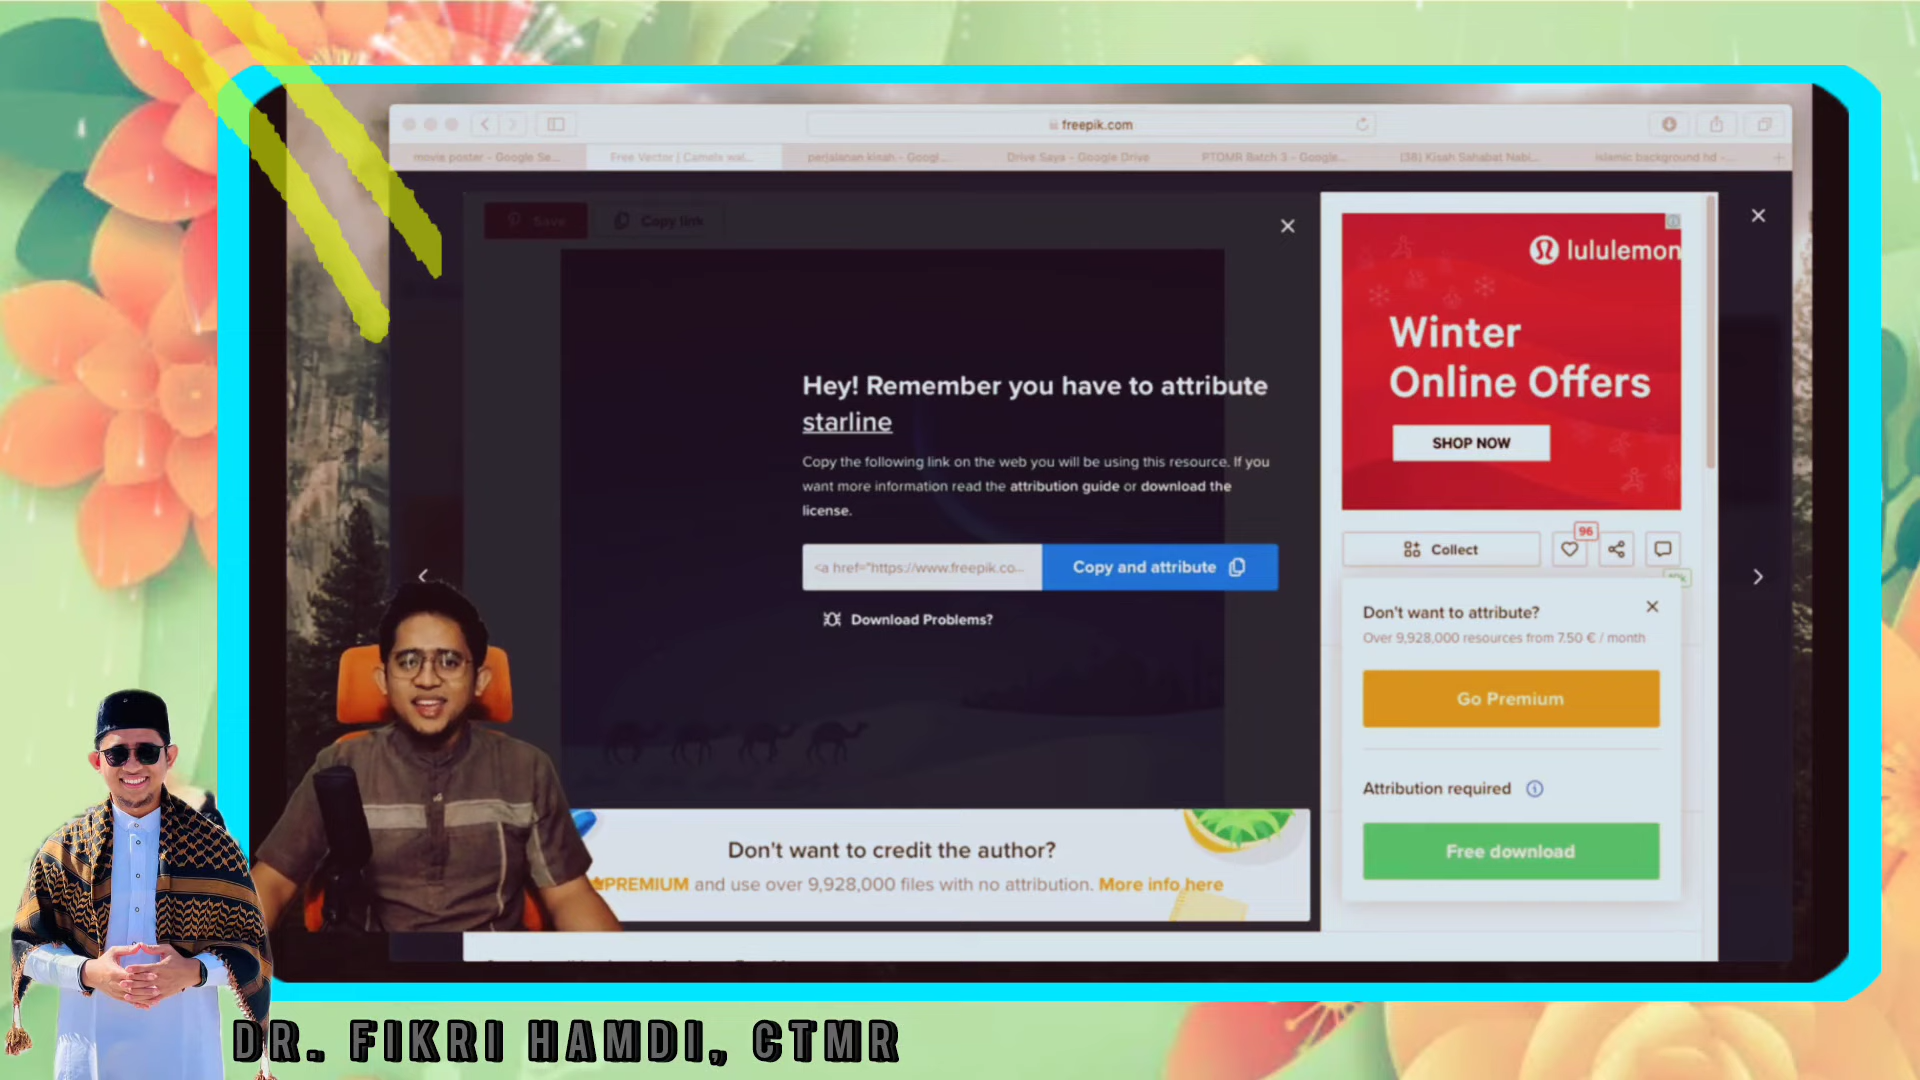 freepik.com
movie poster - Google Se...
Free Vector | Camels wal...
perjalanan kisah - Googl...
Drive Saya - Google Drive
PTDMR Batch 3 - Google...
(38) Kisah Sahabat Nabi...
islamic background hd -...
Save
Copy link
Hey! Remember you have to attribute
starline
Copy the following link on the web you will be using this resource. If you
want more information read the attribution guide or download the
license.
<a href="https://www.freepik.co...
Copy and attribute
Download Problems?
Don't want to credit the author?
PREMIUM and use over 9,928,000 files with no attribution. More info here
lululemon
Winter
Online Offers
SHOP NOW
Collect
96
Don't want to attribute?
Over 9,928,000 resources from 7.50 € / month
Go Premium
Attribution required
Free download
DR. FIKRI HAMDI, CTMR